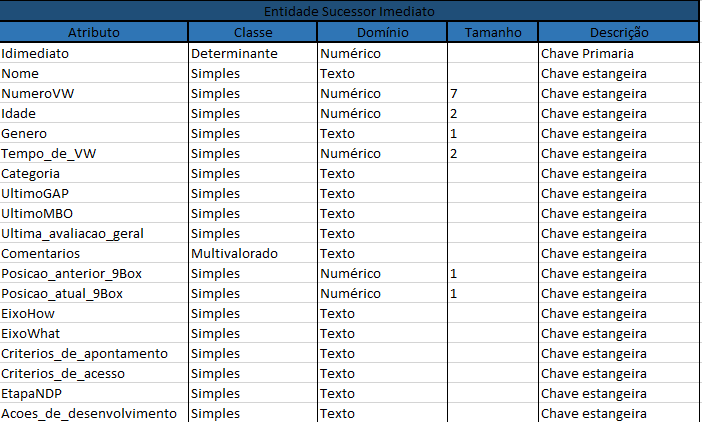 Entidade Sucessor Imediato
Atributo Classe Domínio Tamanho Descrição
Idimediato Determinante Numérico Chave Primaria
Nome Simples Texto Chave estangeira
NumeroVW Simples Numérico 7 Chave estangeira
Idade Simples Numérico 2 Chave estangeira
Genero Simples Texto 1 Chave estangeira
Tempo_de_VW Simples Numérico 2 Chave estangeira
Categoria Simples Texto Chave estangeira
UltimoGAP Simples Texto Chave estangeira
UltimoMBO Simples Texto Chave estangeira
Ultima_avaliacao_geral Simples Texto Chave estangeira
Comentarios Multivalorado Texto Chave estangeira
Posicao_anterior_9Box Simples Numérico 1 Chave estangeira
Posicao_atual_9Box Simples Numérico 1 Chave estangeira
EixoHow Simples Texto Chave estangeira
EixoWhat Simples Texto Chave estangeira
Criterios_de_apontamento Simples Texto Chave estangeira
Criterios_de_acesso Simples Texto Chave estangeira
EtapaNDP Simples Texto Chave estangeira
Acoes_de_desenvolvimento Simples Texto Chave estangeira